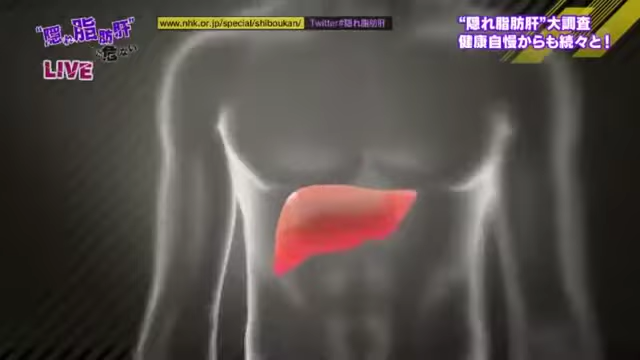 “隠れ脂肪肝”
が危ない
LIVE
www.nhk.or.jp/special/shiboukan/
Twitter#隠れ脂肪肝
“隠れ脂肪肝”大調査
健康自慢からも続々と!